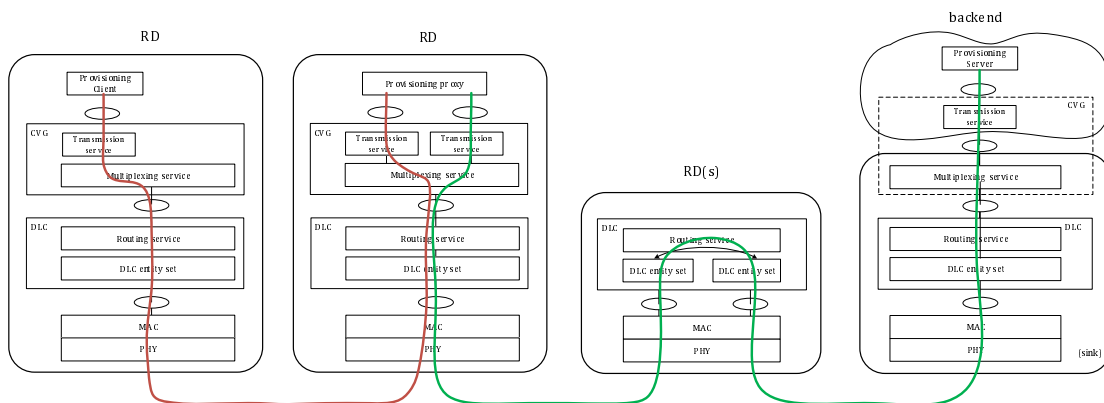 RD
Provisioning
Client
CVG
Transmission
service
Multiplexing service
DLC
Routing service
DLC entity set
MAC
PHY
RD
Provisioning proxy
CVG
Transmission
service
Transmission
service
Multiplexing service
DLC
Routing service
DLC entity set
MAC
PHY
RD(s)
DLC
Routing service
DLC entity set
DLC entity set
MAC
PHY
backend
Provisioning
Server
CVG
Transmission
service
Multiplexing service
DLC
Routing service
DLC entity set
MAC
PHY
(sink)